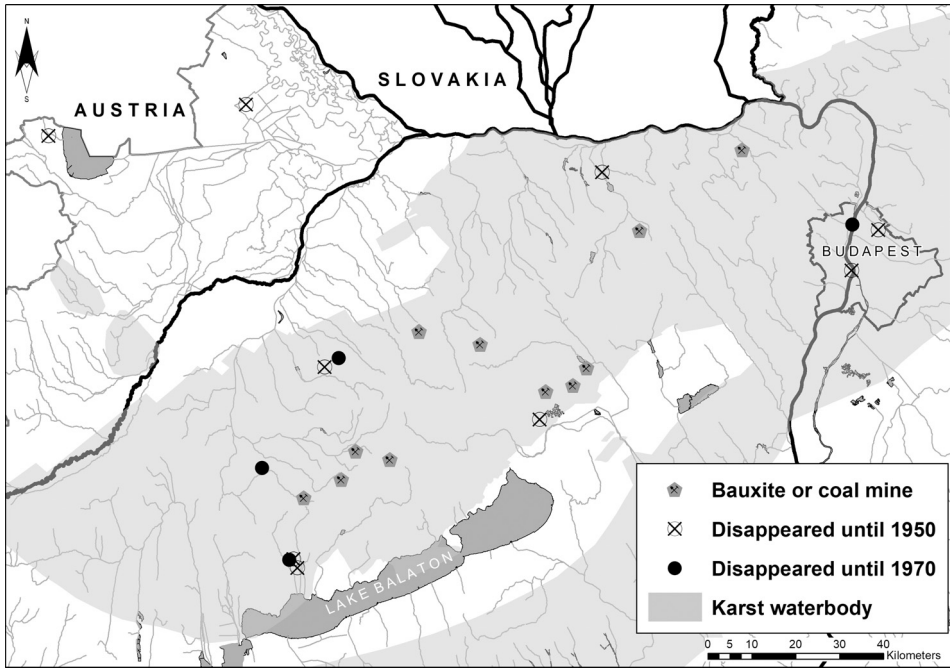 N
S
SLOVAKIA
AUSTRIA
BUDAPEST
LAKE BALATON
Bauxite or coal mine
Disappeared until 1950
Disappeared until 1970
Karst waterbody
0 5 10 20 30 40
Kilometers